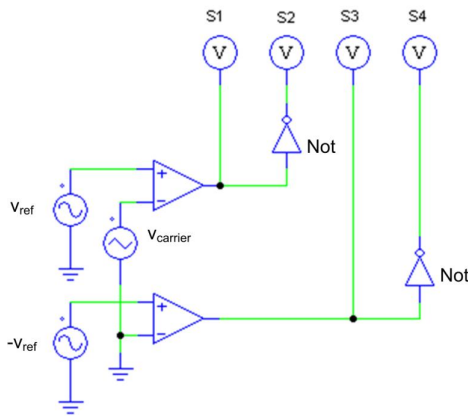 S1 S2 S3 S4
V V V V
Not
+
-
vref
vcarrier
Not
+
-
-vref